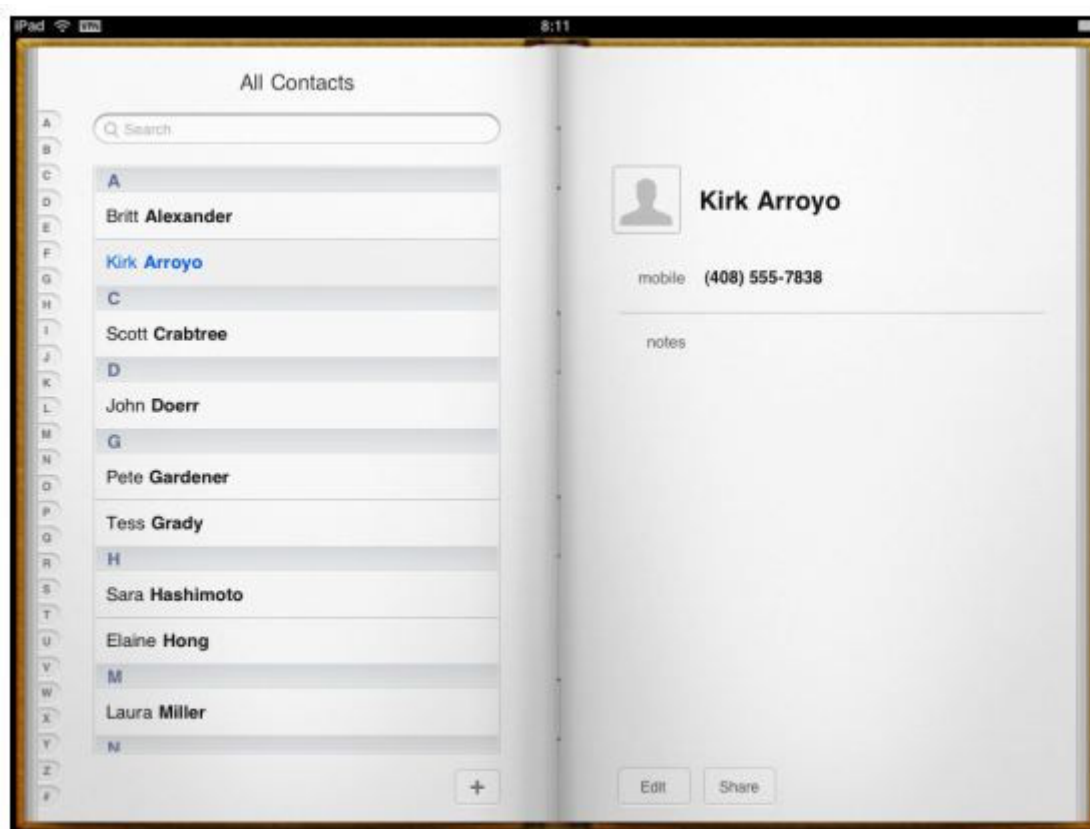 iPad VPN 8:11
All Contacts
Search
A
B
C
D
E
F
G
H
I
J
K
L
M
N
O
P
Q
R
S
T
U
V
W
X
Y
Z
#
A
Britt Alexander
Kirk Arroyo
C
Scott Crabtree
D
John Doerr
G
Pete Gardener
Tess Grady
H
Sara Hashimoto
Elaine Hong
M
Laura Miller
N
+
Kirk Arroyo
mobile (408) 555-7838
notes
Edit Share